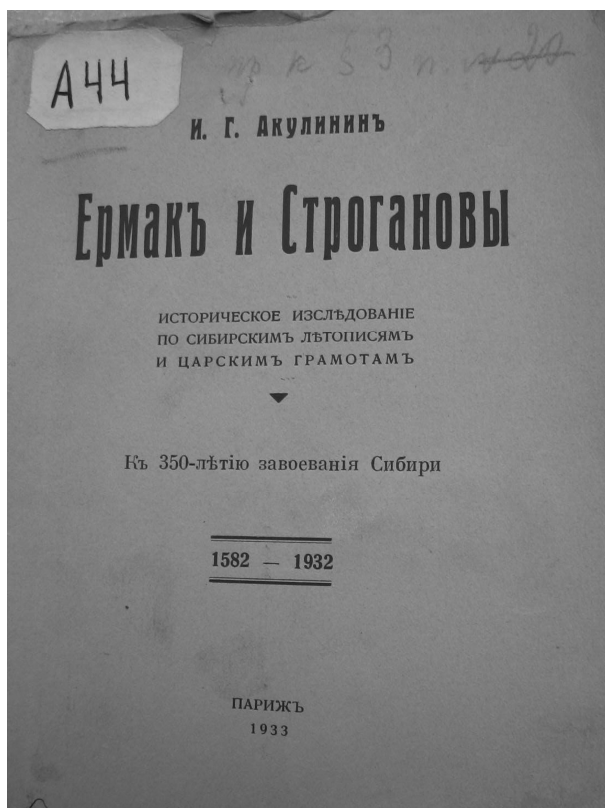 А44
И. Г. Акулининъ
Ермакъ и Строгановы
ИСТОРИЧЕСКОЕ ИЗСЛѢДОВАНІЕ
ПО СИБИРСКИМЪ ЛѢТОПИСЯМЪ
И ЦАРСКИМЪ ГРАМОТАМЪ
Къ 350-лѣтію завоеванія Сибири
1582 — 1932
ПАРИЖЪ
1933